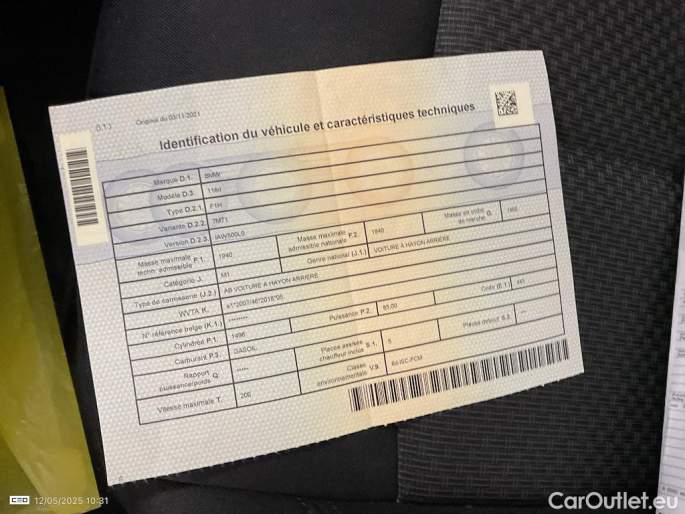 (I.T.) Original du 03/11/2021
Identification du véhicule et caractéristiques techniques
Marque D.1. BMW
Modèle D.3. 116d
Type D.2.1. F1H
Variante D.2.2. 7M71
Version D.2.3.
Masse maximale techn. admissible F.1. 1940 Masse maximale admissible nationale F.2. 1940 Masse en ordre de marche G.
Catégorie J. M1 Genre national (J.1.) VOITURE A HAYON ARRIERE
Type de carrosserie (J.2.) AB VOITURE A HAYON ARRIERE
WVTA K.
N° référence belge (K.1.) ********
Cylindrée P.1. 1496 Puissance P.2. 85,00 Code (E.1.)
Carburant P.3. GASOIL Places assises chauffeur inclus S.1. 5 Places debout S.2. ---
Rapport puissance/poids Q. ----- Classe environnementale V.9.
Vitesse maximale T. 200
CarOutlet.eu
12/05/2025 10:31